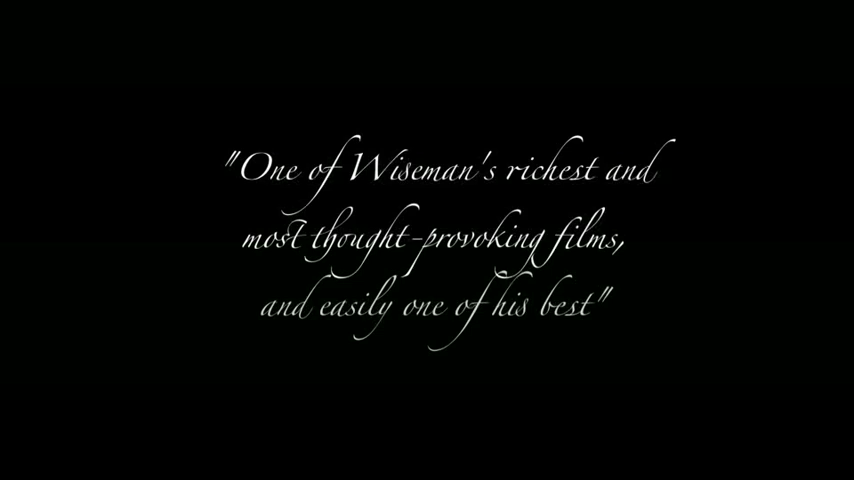 "One of Wiseman's richest and
most thought-provoking films,
and easily one of his best"